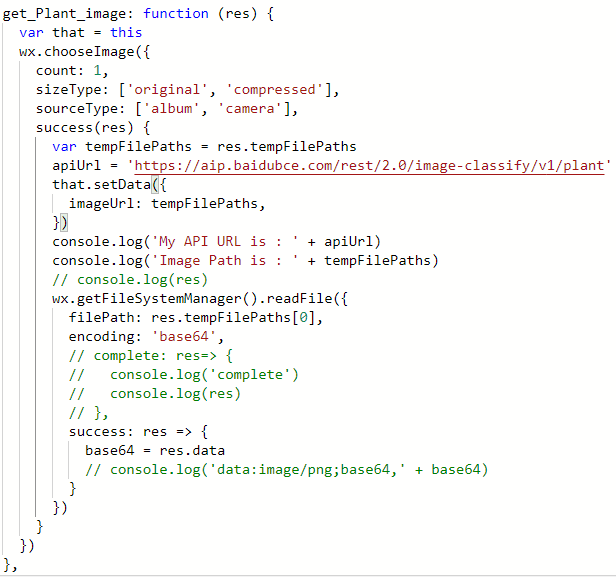 get_Plant_image: function (res) {
  var that = this
  wx.chooseImage({
    count: 1,
    sizeType: ['original', 'compressed'],
    sourceType: ['album', 'camera'],
    success(res) {
      var tempFilePaths = res.tempFilePaths
      apiUrl = 'https://aip.baidubce.com/rest/2.0/image-classify/v1/plant'
      that.setData({
        imageUrl: tempFilePaths,
      })
      console.log('My API URL is : ' + apiUrl)
      console.log('Image Path is : ' + tempFilePaths)
      // console.log(res)
      wx.getFileSystemManager().readFile({
        filePath: res.tempFilePaths[0],
        encoding: 'base64',
        // complete: res=> {
        //   console.log('complete')
        //   console.log(res)
        // },
        success: res => {
          base64 = res.data
          // console.log('data:image/png;base64,' + base64)
        }
      })
    }
  })
},